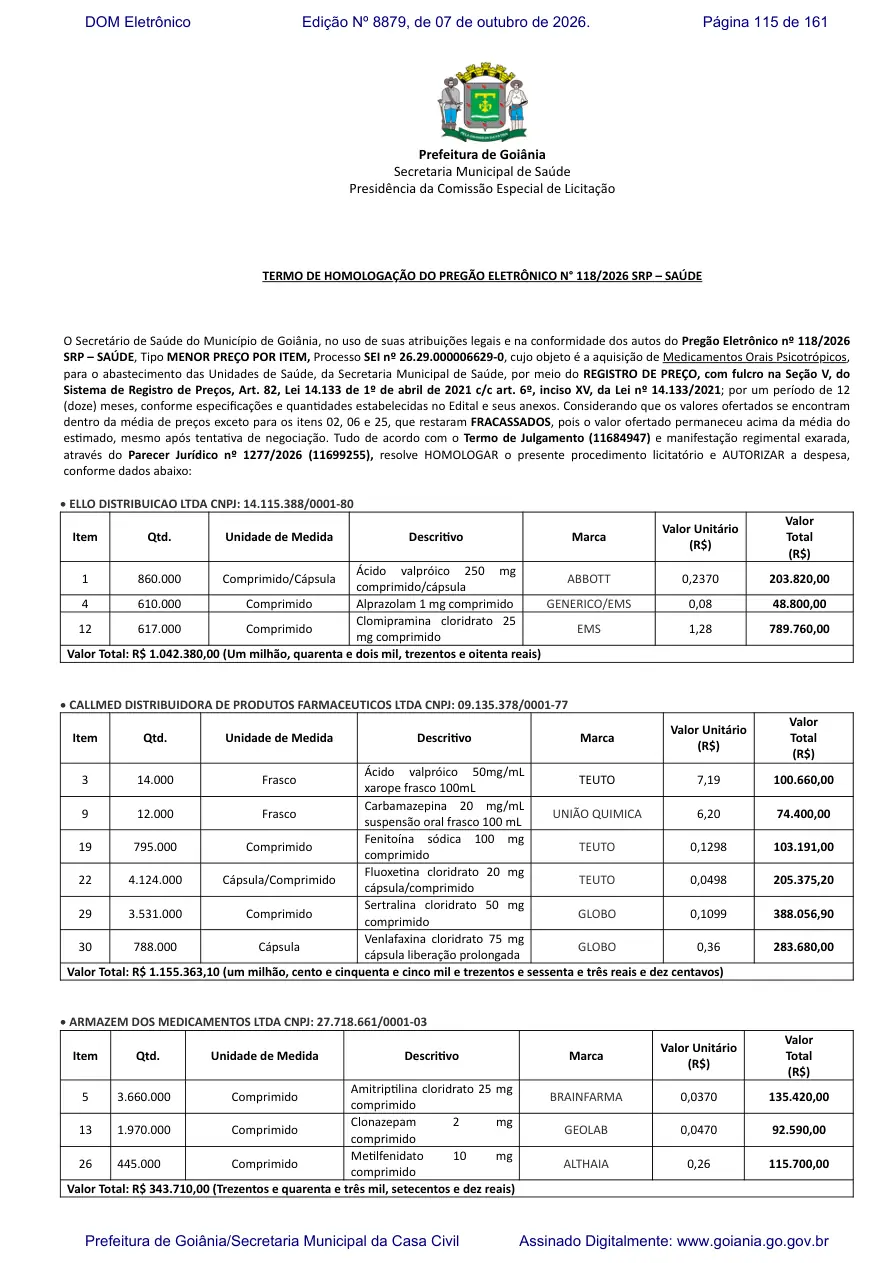 DOM Eletrônico Edição Nº 8879, de 07 de outubro de 2026. Página 115 de 161
Prefeitura de Goiânia
Secretaria Municipal de Saúde
Presidência da Comissão Especial de Licitação
TERMO DE HOMOLOGAÇÃO DO PREGÃO ELETRÔNICO N° 118/2026 SRP – SAÚDE
O Secretário de Saúde do Município de Goiânia, no uso de suas atribuições legais e na conformidade dos autos do Pregão Eletrônico nº 118/2026
SRP – SAÚDE, Tipo MENOR PREÇO POR ITEM, Processo SEI nº 26.29.000006629-0, cujo objeto é a aquisição de Medicamentos Orais Psicotrópicos,
para o abastecimento das Unidades de Saúde, da Secretaria Municipal de Saúde, por meio do REGISTRO DE PREÇO, com fulcro na Seção V, do
Sistema de Registro de Preços, Art. 82, Lei 14.133 de 1º de abril de 2021 c/c art. 6º, inciso XV, da Lei nº 14.133/2021; por um período de 12
(doze) meses, conforme especificações e quantidades estabelecidas no Edital e seus anexos. Considerando que os valores ofertados se encontram
dentro da média de preços exceto para os itens 02, 06 e 25, que restaram FRACASSADOS, pois o valor ofertado permaneceu acima da média do
estimado, mesmo após tentativa de negociação. Tudo de acordo com o Termo de Julgamento (11684947) e manifestação regimental exarada,
através do Parecer Jurídico nº 1277/2026 (11699255), resolve HOMOLOGAR o presente procedimento licitatório e AUTORIZAR a despesa,
conforme dados abaixo:
• ELLO DISTRIBUICAO LTDA CNPJ: 14.115.388/0001-80
Item Qtd. Unidade de Medida Descritivo Marca Valor Unitário (R$) Valor Total (R$)
1 860.000 Comprimido/Cápsula Ácido valpróico 250 mg comprimido/cápsula ABBOTT 0,2370 203.820,00
4 610.000 Comprimido Alprazolam 1 mg comprimido GENERICO/EMS 0,08 48.800,00
12 617.000 Comprimido Clomipramina cloridrato 25 mg comprimido EMS 1,28 789.760,00
Valor Total: R$ 1.042.380,00 (Um milhão, quarenta e dois mil, trezentos e oitenta reais)
• CALLMED DISTRIBUIDORA DE PRODUTOS FARMACEUTICOS LTDA CNPJ: 09.135.378/0001-77
Item Qtd. Unidade de Medida Descritivo Marca Valor Unitário (R$) Valor Total (R$)
3 14.000 Frasco Ácido valpróico 50mg/mL xarope frasco 100mL TEUTO 7,19 100.660,00
9 12.000 Frasco Carbamazepina 20 mg/mL suspensão oral frasco 100 mL UNIÃO QUIMICA 6,20 74.400,00
19 795.000 Comprimido Fenitoína sódica 100 mg comprimido TEUTO 0,1298 103.191,00
22 4.124.000 Cápsula/Comprimido Fluoxetina cloridrato 20 mg cápsula/comprimido TEUTO 0,0498 205.375,20
29 3.531.000 Comprimido Sertralina cloridrato 50 mg comprimido GLOBO 0,1099 388.056,90
30 788.000 Cápsula Venlafaxina cloridrato 75 mg cápsula liberação prolongada GLOBO 0,36 283.680,00
Valor Total: R$ 1.155.363,10 (um milhão, cento e cinquenta e cinco mil e trezentos e sessenta e três reais e dez centavos)
• ARMAZEM DOS MEDICAMENTOS LTDA CNPJ: 27.718.661/0001-03
Item Qtd. Unidade de Medida Descritivo Marca Valor Unitário (R$) Valor Total (R$)
5 3.660.000 Comprimido Amitriptilina cloridrato 25 mg comprimido BRAINFARMA 0,0370 135.420,00
13 1.970.000 Comprimido Clonazepam 2 mg comprimido GEOLAB 0,0470 92.590,00
26 445.000 Comprimido Metilfenidato 10 mg comprimido ALTHAIA 0,26 115.700,00
Valor Total: R$ 343.710,00 (Trezentos e quarenta e três mil, setecentos e dez reais)
Prefeitura de Goiânia/Secretaria Municipal da Casa Civil Assinado Digitalmente: www.goiania.go.gov.br